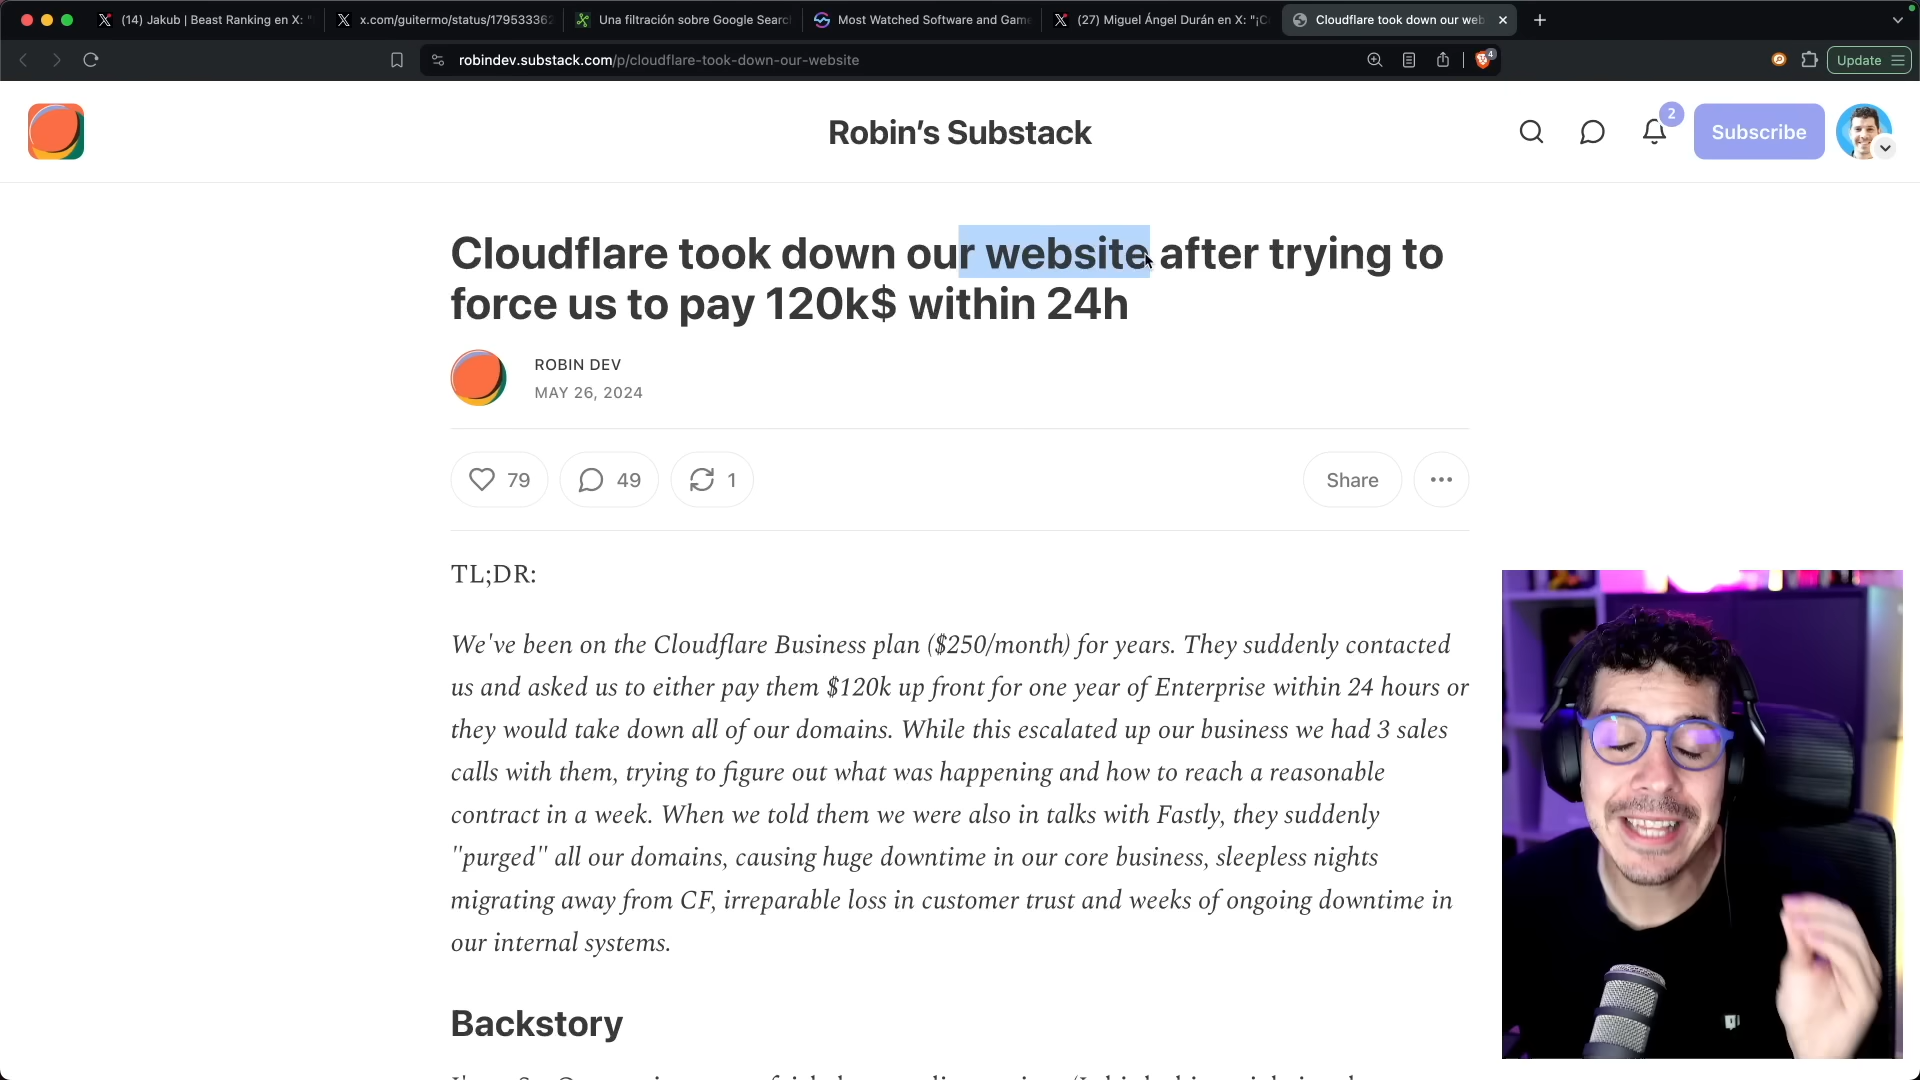 (14) Jakub | Beast Ranking en X: "
x.com/guitermo/status/179533362
Una filtración sobre Google Searc
Most Watched Software and Game
(27) Miguel Ángel Durán en X: "¡C
Cloudflare took down our web
robindev.substack.com/p/cloudflare-took-down-our-website
4
Update
Robin's Substack
2
Subscribe
Cloudflare took down our website after trying to
force us to pay 120k$ within 24h
ROBIN DEV
MAY 26, 2024
79
49
1
Share
TL;DR:
We've been on the Cloudflare Business plan ($250/month) for years. They suddenly contacted
us and asked us to either pay them $120k up front for one year of Enterprise within 24 hours or
they would take down all of our domains. While this escalated up our business we had 3 sales
calls with them, trying to figure out what was happening and how to reach a reasonable
contract in a week. When we told them we were also in talks with Fastly, they suddenly
"purged" all our domains, causing huge downtime in our core business, sleepless nights
migrating away from CF, irreparable loss in customer trust and weeks of ongoing downtime in
our internal systems.
Backstory